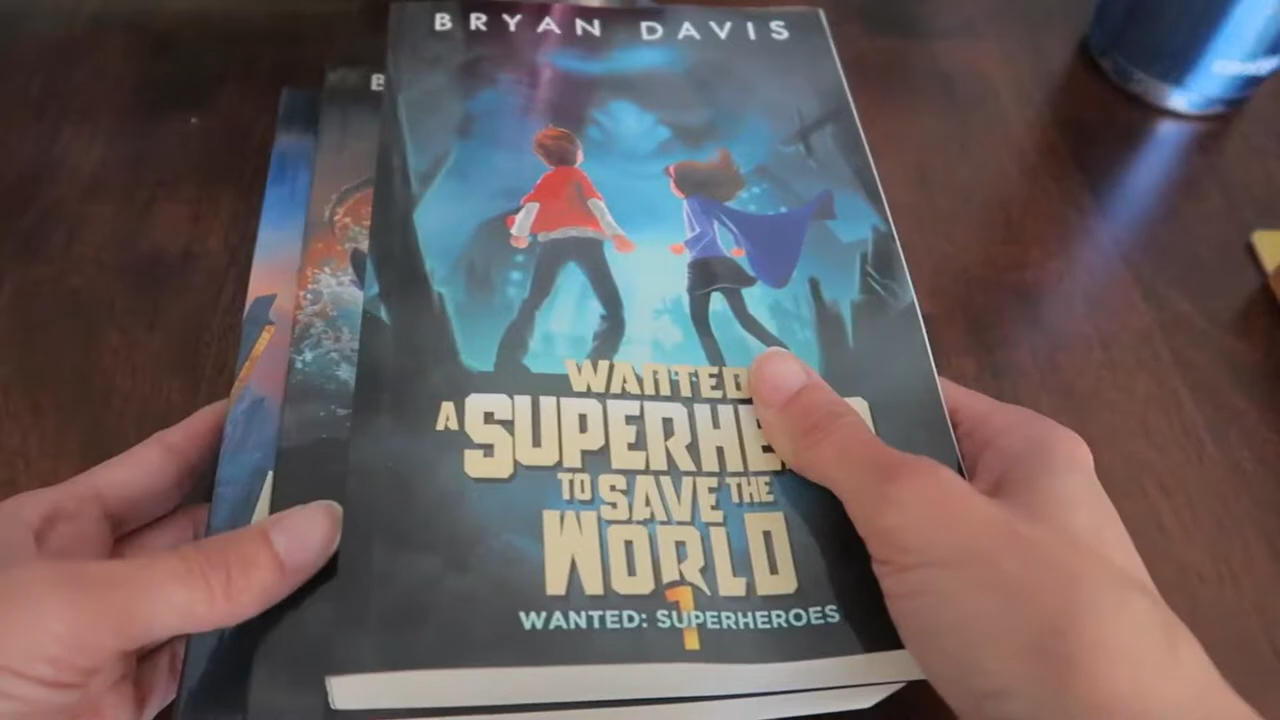 BRYAN DAVIS
B
WANTED
A SUPERHE
TO SAVE THE
WORLD
1
WANTED: SUPERHEROES